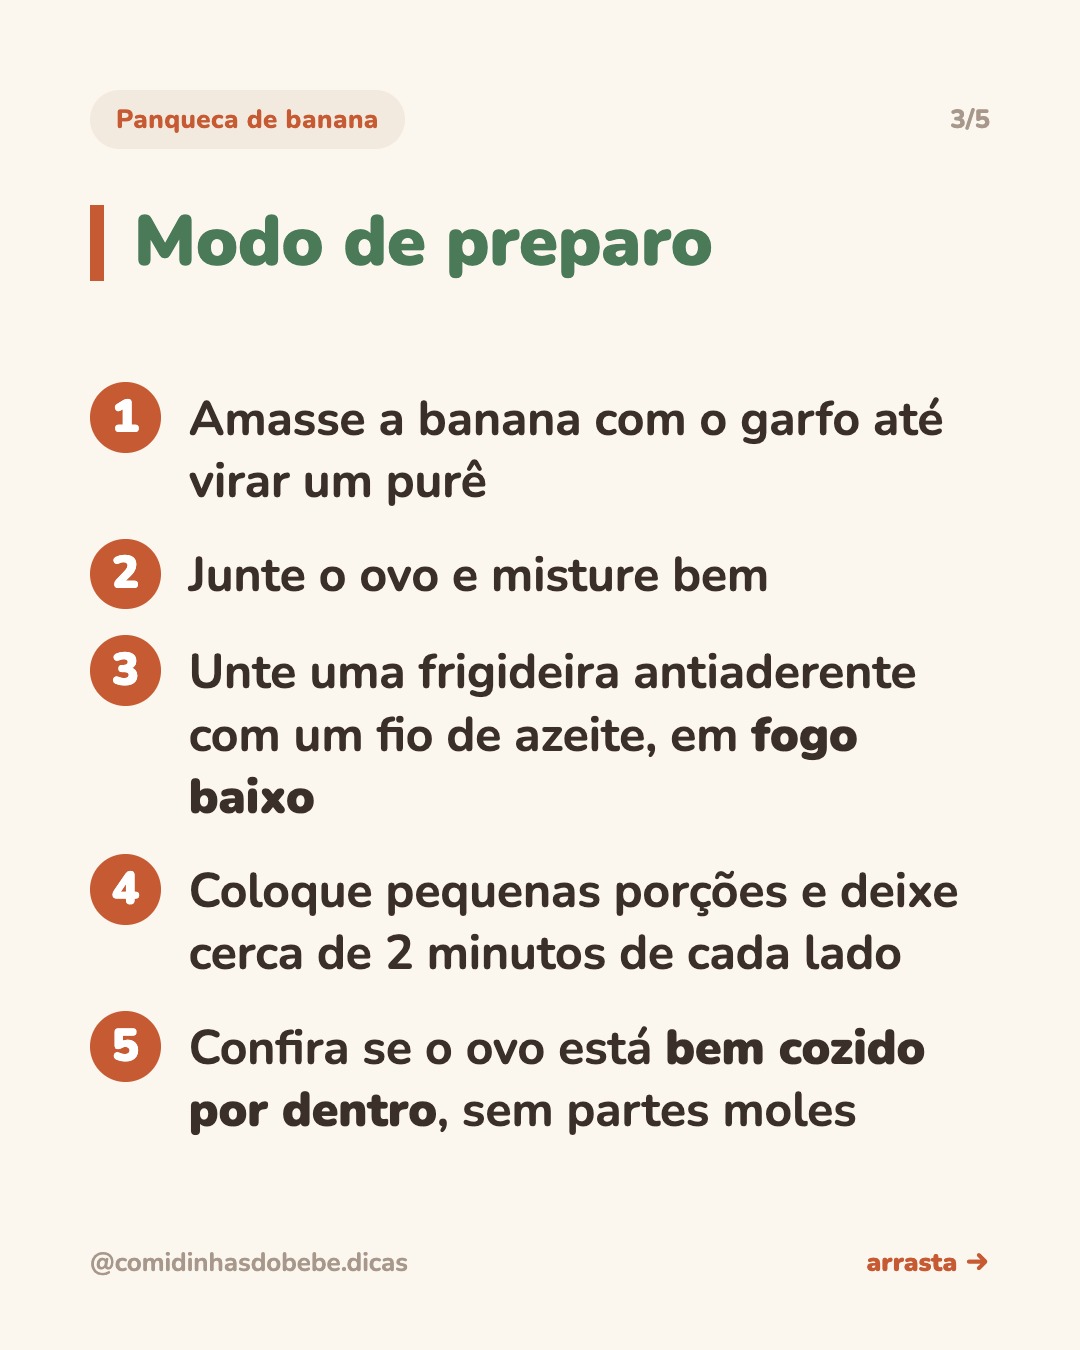 Panqueca de banana
3/5
Modo de preparo
1 Amasse a banana com o garfo até
virar um purê
2 Junte o ovo e misture bem
3 Unte uma frigideira antiaderente
com um fio de azeite, em fogo
baixo
4 Coloque pequenas porções e deixe
cerca de 2 minutos de cada lado
5 Confira se o ovo está bem cozido
por dentro, sem partes moles
@comidinhasdobebe.dicas
arrasta →